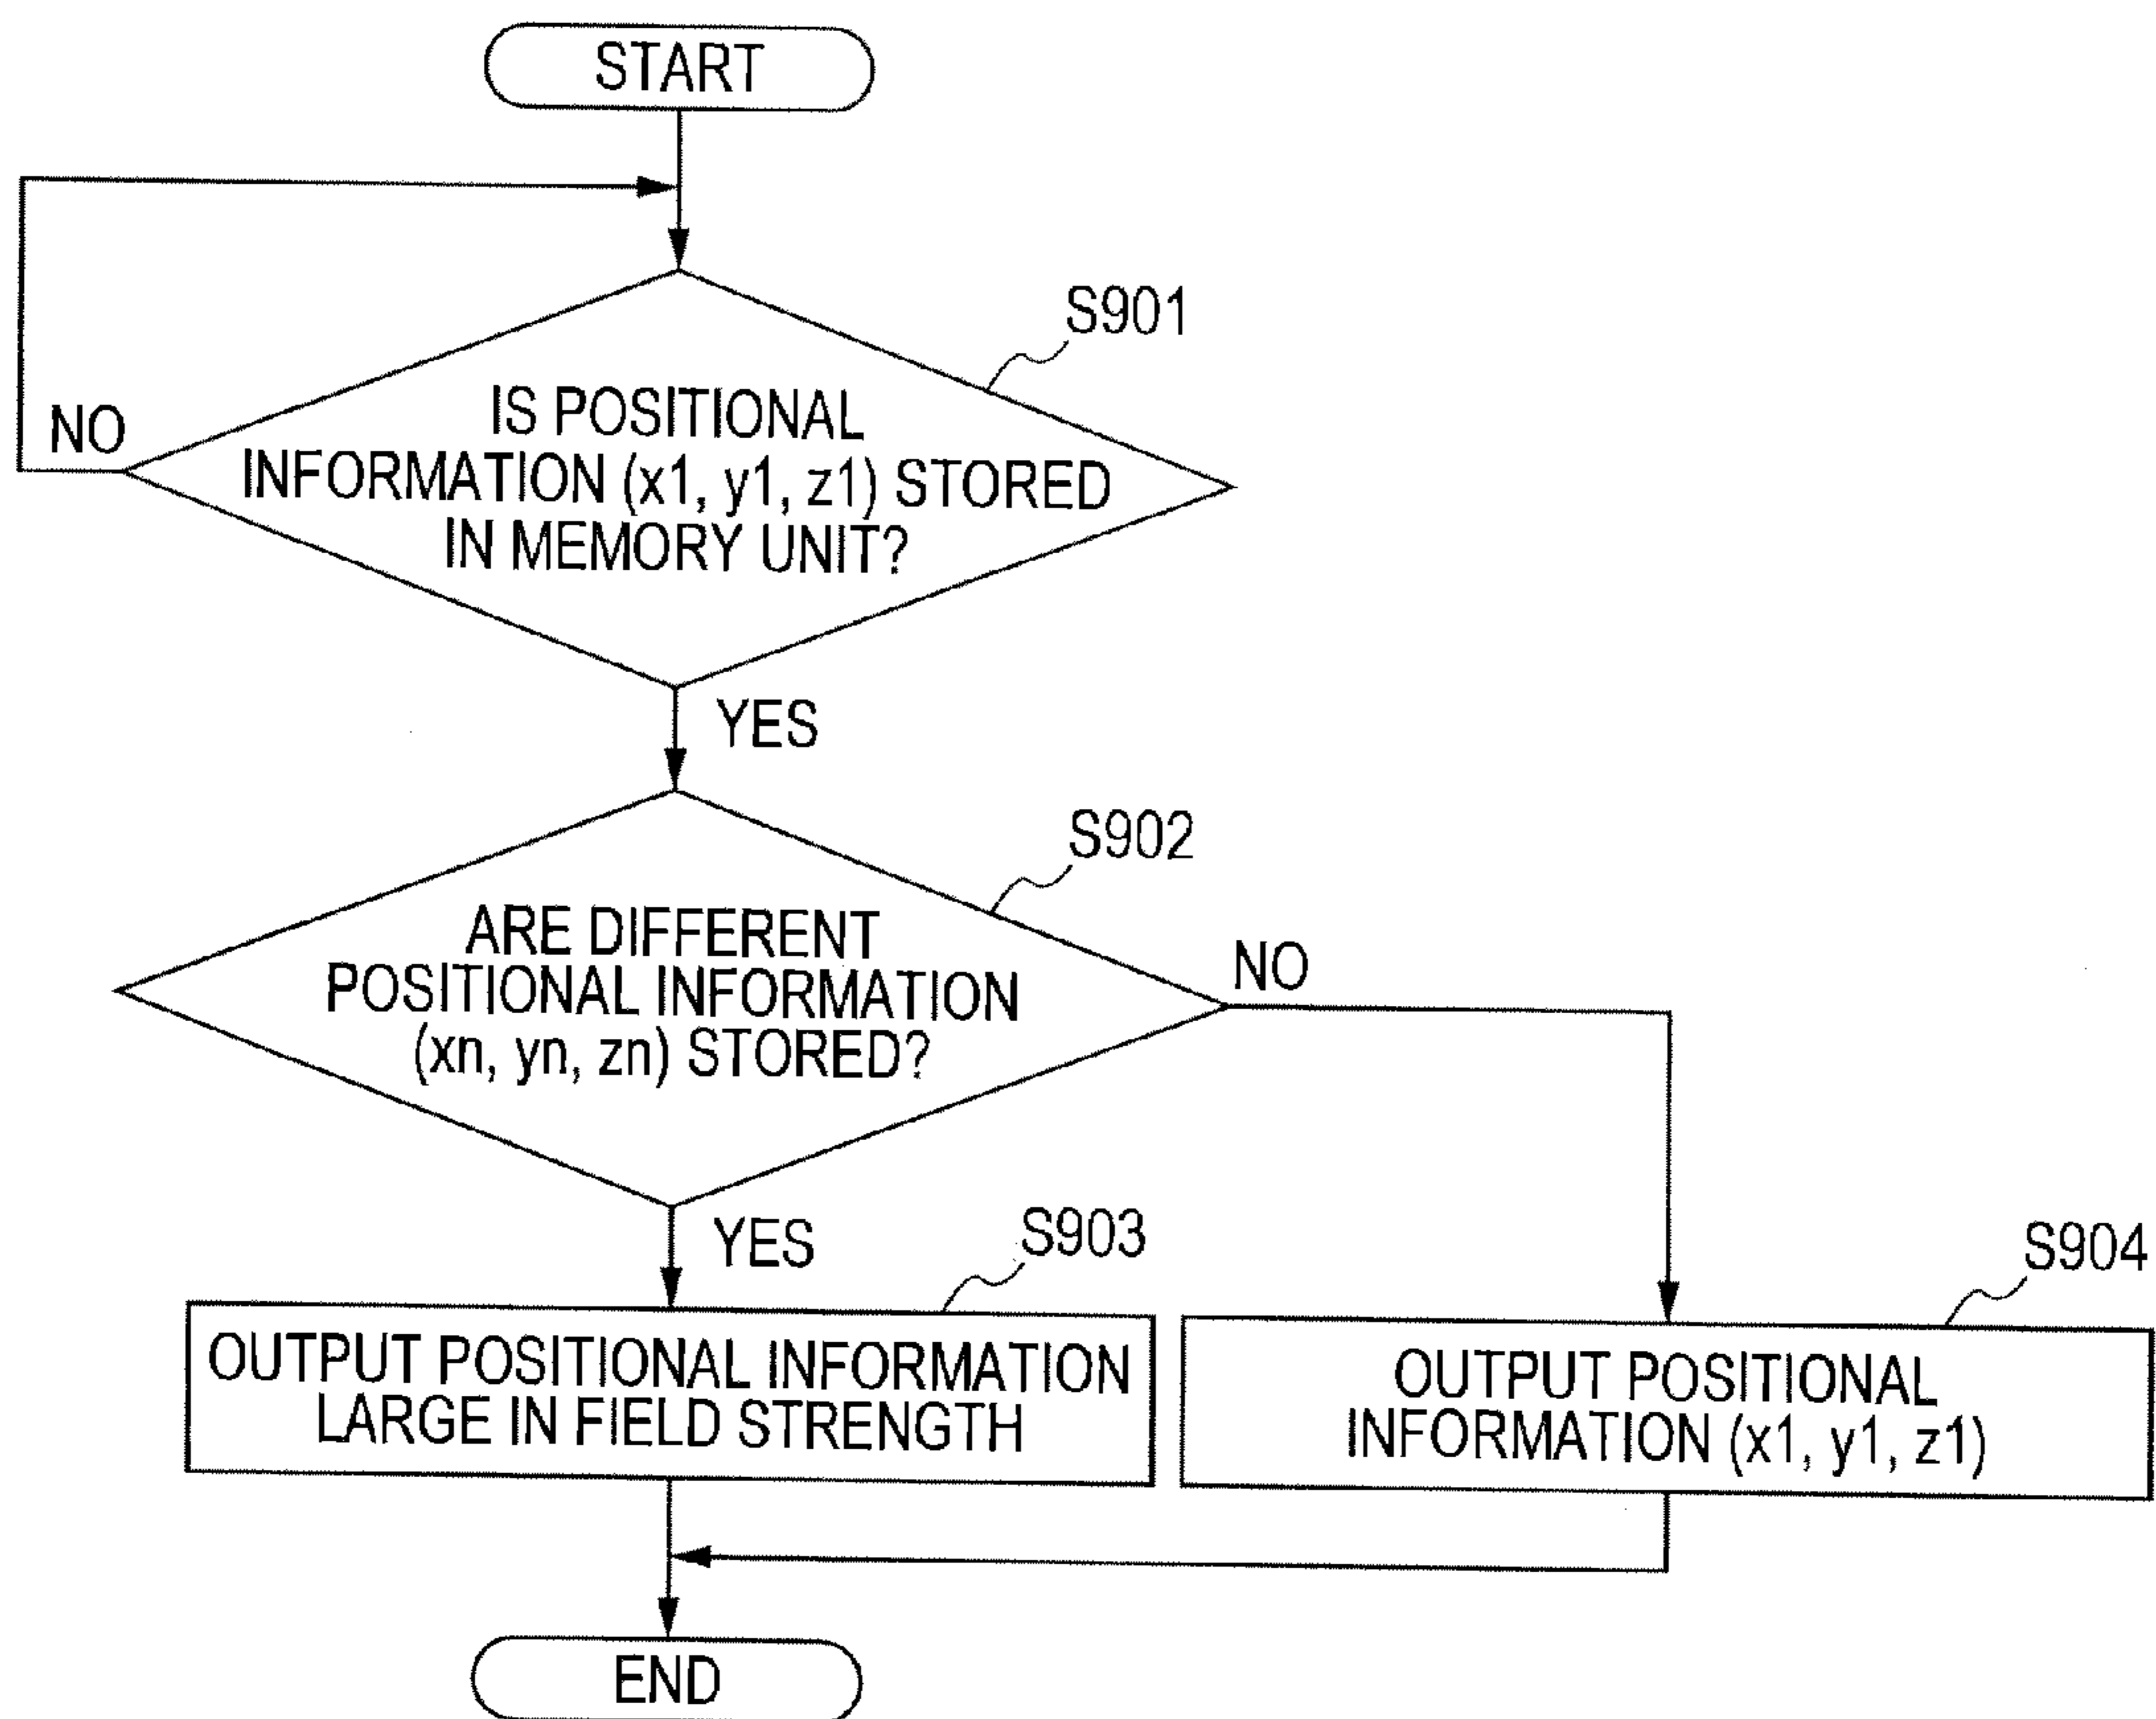 START
S901
IS POSITIONAL
INFORMATION (x1, y1, z1) STORED
IN MEMORY UNIT?
NO
YES
S902
ARE DIFFERENT
POSITIONAL INFORMATION
(xn, yn, zn) STORED?
NO
YES
S903
OUTPUT POSITIONAL INFORMATION
LARGE IN FIELD STRENGTH
S904
OUTPUT POSITIONAL
INFORMATION (x1, y1, z1)
END